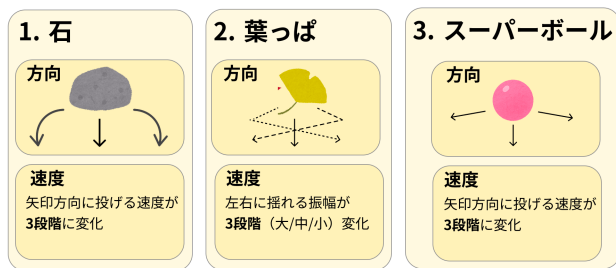 1. 石
方向
速度
矢印方向に投げる速度が
3段階に変化
2. 葉っぱ
方向
速度
左右に揺れる振幅が
3段階（大/中/小）変化
3. スーパーボール
方向
速度
矢印方向に投げる速度が
3段階に変化